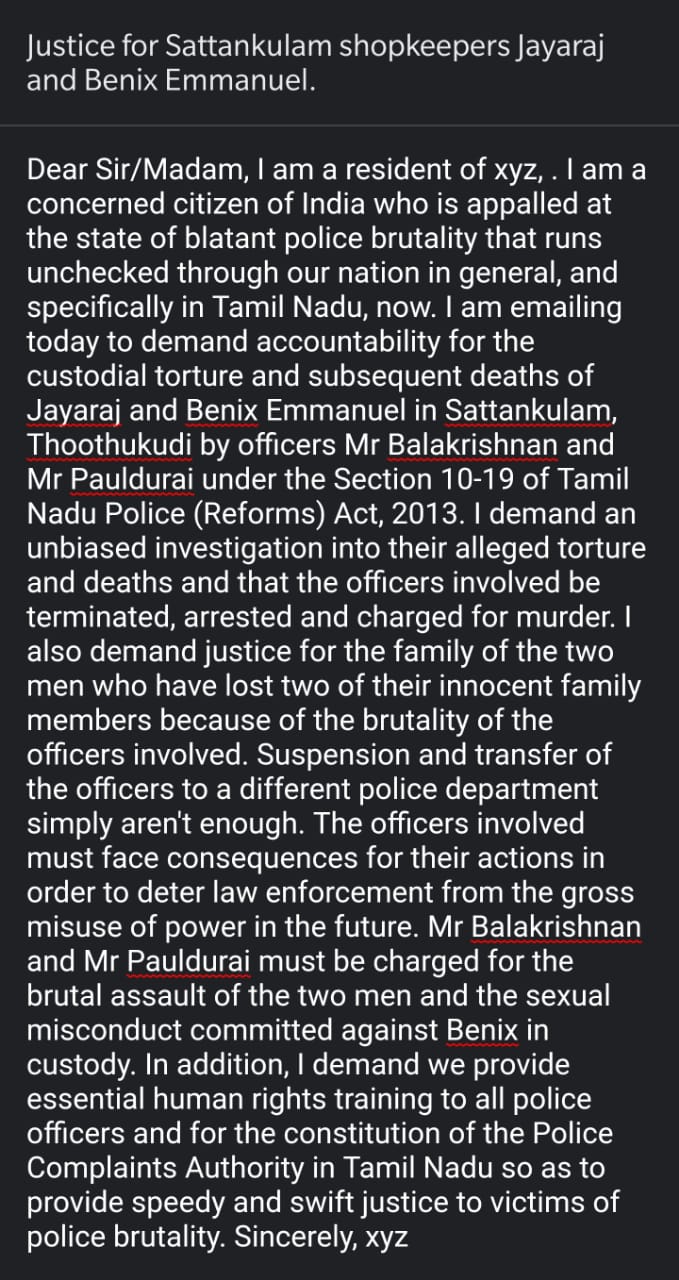 Justice for Sattankulam shopkeepers Jayaraj
and Benix Emmanuel.
Dear Sir/Madam, I am a resident of xyz, . I am a
concerned citizen of India who is appalled at
the state of blatant police brutality that runs
unchecked through our nation in general, and
specifically in Tamil Nadu, now. I am emailing
today to demand accountability for the
custodial torture and subsequent deaths of
Jayaraj and Benix Emmanuel in Sattankulam,
Thoothukudi by officers Mr Balakrishnan and
Mr Pauldurai under the Section 10-19 of Tamil
Nadu Police (Reforms) Act, 2013. I demand an
unbiased investigation into their alleged torture
and deaths and that the officers involved be
terminated, arrested and charged for murder. I
also demand justice for the family of the two
men who have lost two of their innocent family
members because of the brutality of the
officers involved. Suspension and transfer of
the officers to a different police department
simply aren't enough. The officers involved
must face consequences for their actions in
order to deter law enforcement from the gross
misuse of power in the future. Mr Balakrishnan
and Mr Pauldurai must be charged for the
brutal assault of the two men and the sexual
misconduct committed against Benix in
custody. In addition, I demand we provide
essential human rights training to all police
officers and for the constitution of the Police
Complaints Authority in Tamil Nadu so as to
provide speedy and swift justice to victims of
police brutality. Sincerely, xyz